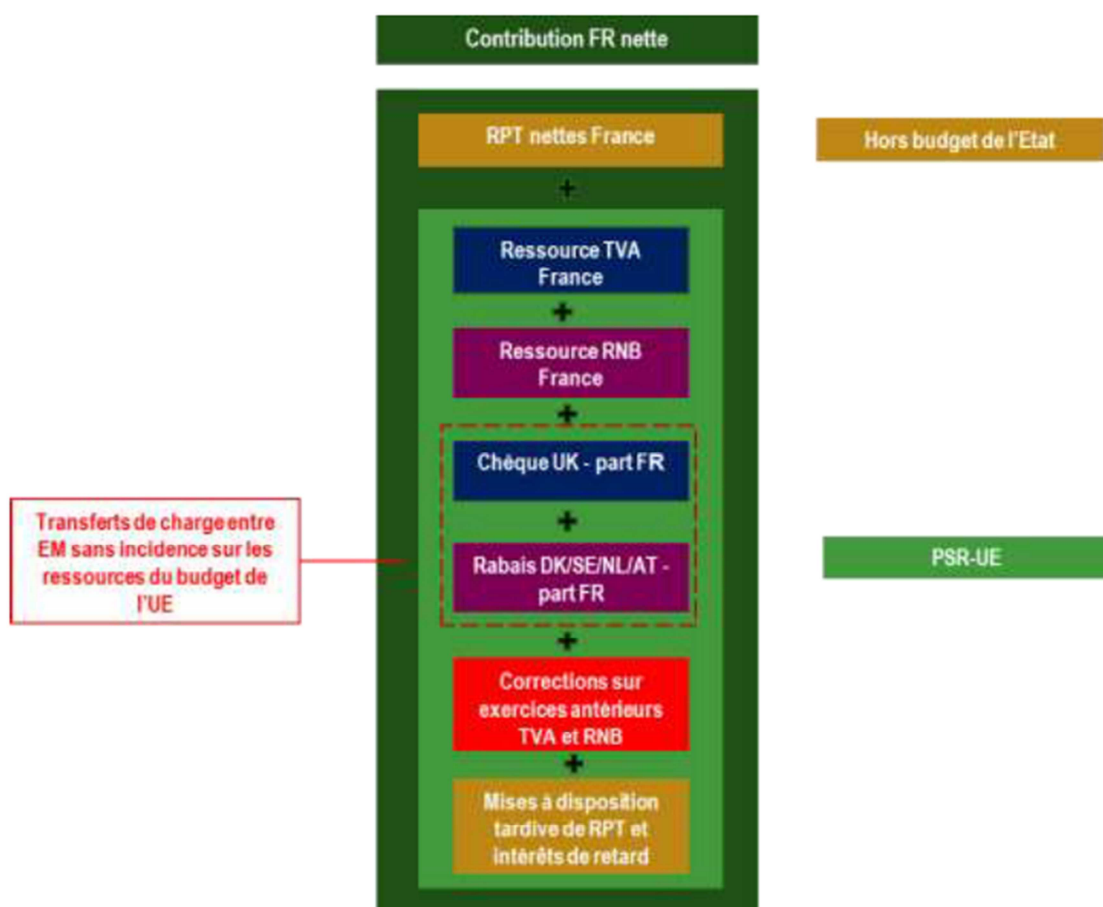 Contribution FR nette
RPT nettes France
Hors budget de l'Etat
+
Ressource TVA
France
+
Ressource RNB
France
+
Chèque UK - part FR
+
Rabais DK/SE/NL/AT -
part FR
Transferts de charge entre
EM sans incidence sur les
ressources du budget de
l'UE
PSR-UE
+
Corrections sur
exercices antérieurs
TVA et RNB
+
Mises à disposition
tardive de RPT et
intérêts de retard